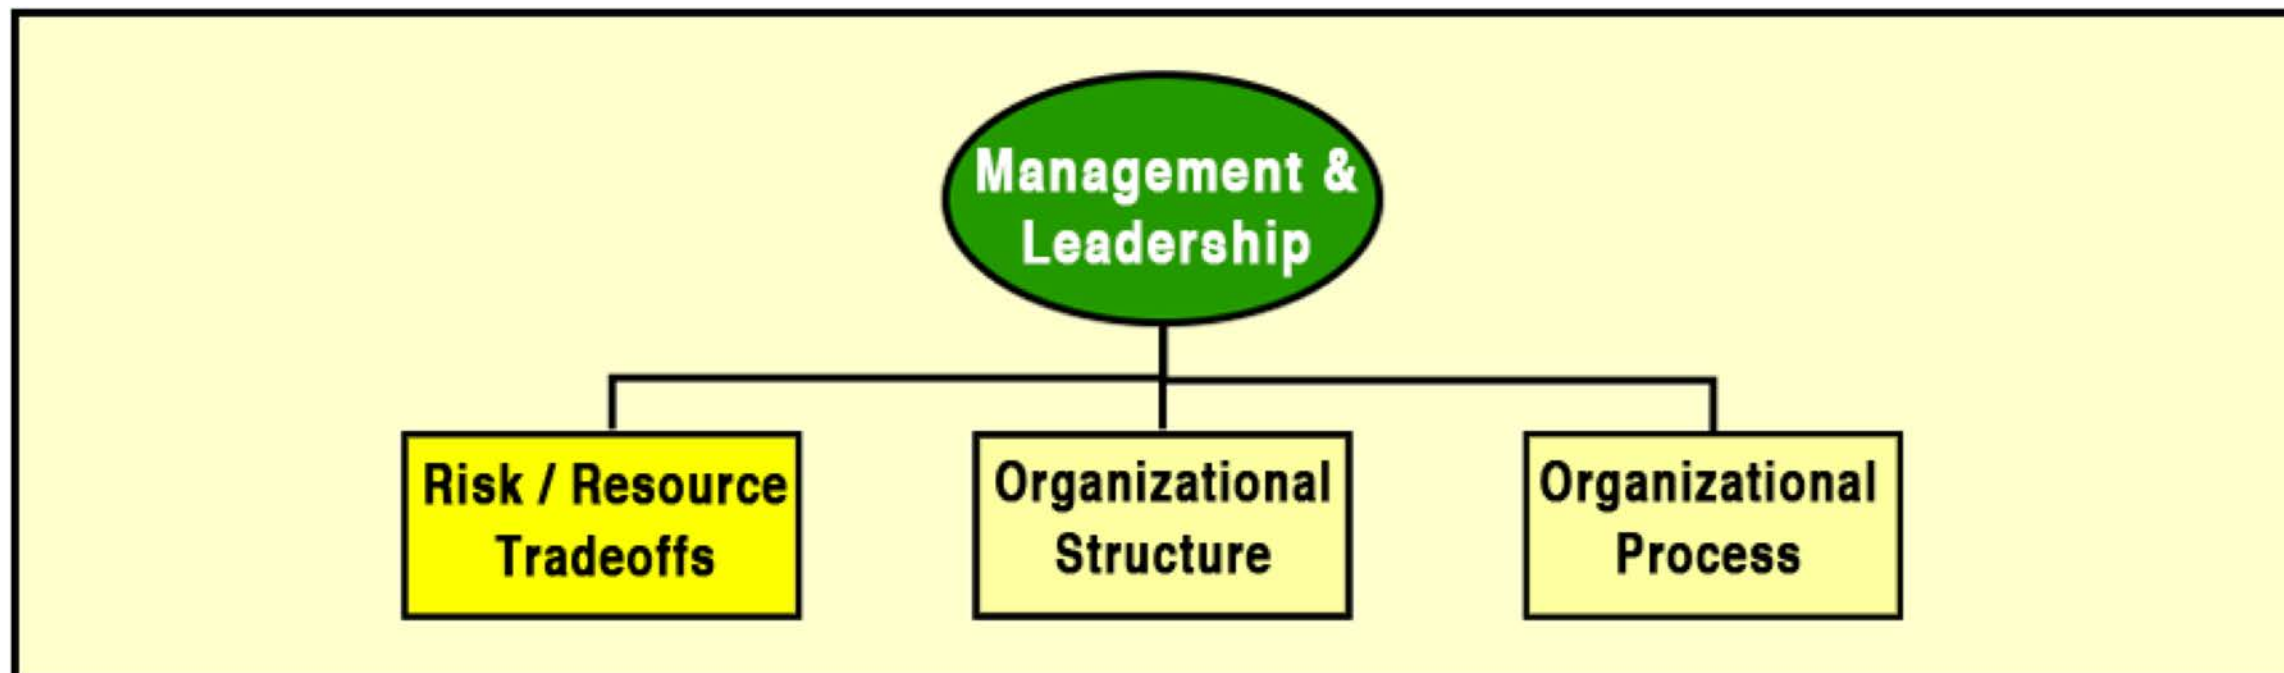 Management &
Leadership
Risk / Resource
Tradeoffs
Organizational
Structure
Organizational
Process